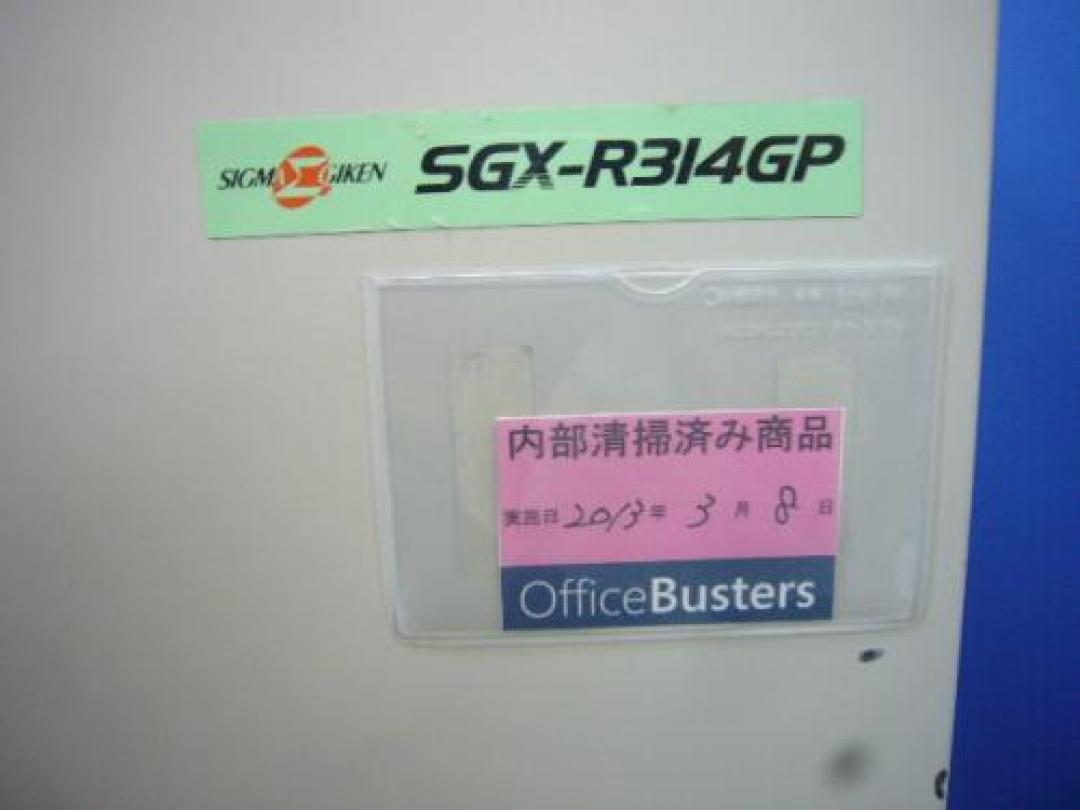 SIGMA GIKEN SGX-R314GP
内部清掃済み商品
実施日 2013年 3月 8日
OfficeBusters